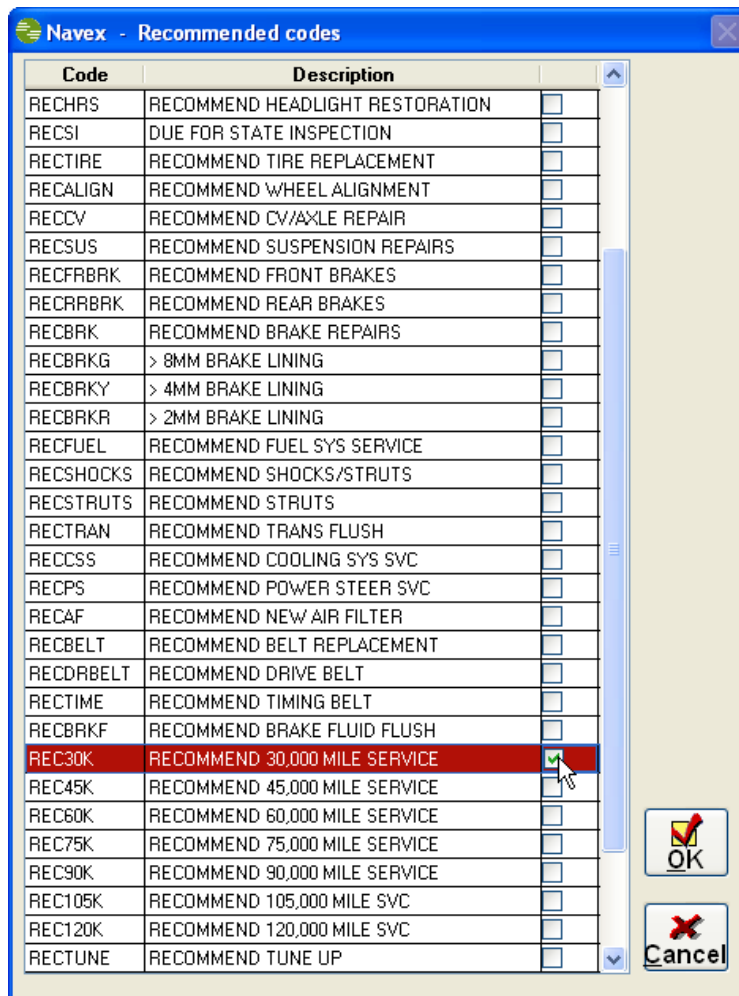 Navex - Recommended codes
Code Description
RECHRS RECOMMEND HEADLIGHT RESTORATION
RECSI DUE FOR STATE INSPECTION
RECTIRE RECOMMEND TIRE REPLACEMENT
RECALIGN RECOMMEND WHEEL ALIGNMENT
RECCV RECOMMEND CV/AXLE REPAIR
RECSUS RECOMMEND SUSPENSION REPAIRS
RECFRBRK RECOMMEND FRONT BRAKES
RECRRBRK RECOMMEND REAR BRAKES
RECBRK RECOMMEND BRAKE REPAIRS
RECBRKG > 8MM BRAKE LINING
RECBRKY > 4MM BRAKE LINING
RECBRKR > 2MM BRAKE LINING
RECFUEL RECOMMEND FUEL SYS SERVICE
RECSHOCKS RECOMMEND SHOCKS/STRUTS
RECSTRUTS RECOMMEND STRUTS
RECTRAN RECOMMEND TRANS FLUSH
RECCSS RECOMMEND COOLING SYS SVC
RECPS RECOMMEND POWER STEER SVC
RECAF RECOMMEND NEW AIR FILTER
RECBELT RECOMMEND BELT REPLACEMENT
RECDRBELT RECOMMEND DRIVE BELT
RECTIME RECOMMEND TIMING BELT
RECBRKF RECOMMEND BRAKE FLUID FLUSH
REC30K RECOMMEND 30,000 MILE SERVICE
REC45K RECOMMEND 45,000 MILE SERVICE
REC60K RECOMMEND 60,000 MILE SERVICE
REC75K RECOMMEND 75,000 MILE SERVICE
REC90K RECOMMEND 90,000 MILE SERVICE
REC105K RECOMMEND 105,000 MILE SVC
REC120K RECOMMEND 120,000 MILE SVC
RECTUNE RECOMMEND TUNE UP
OK
Cancel